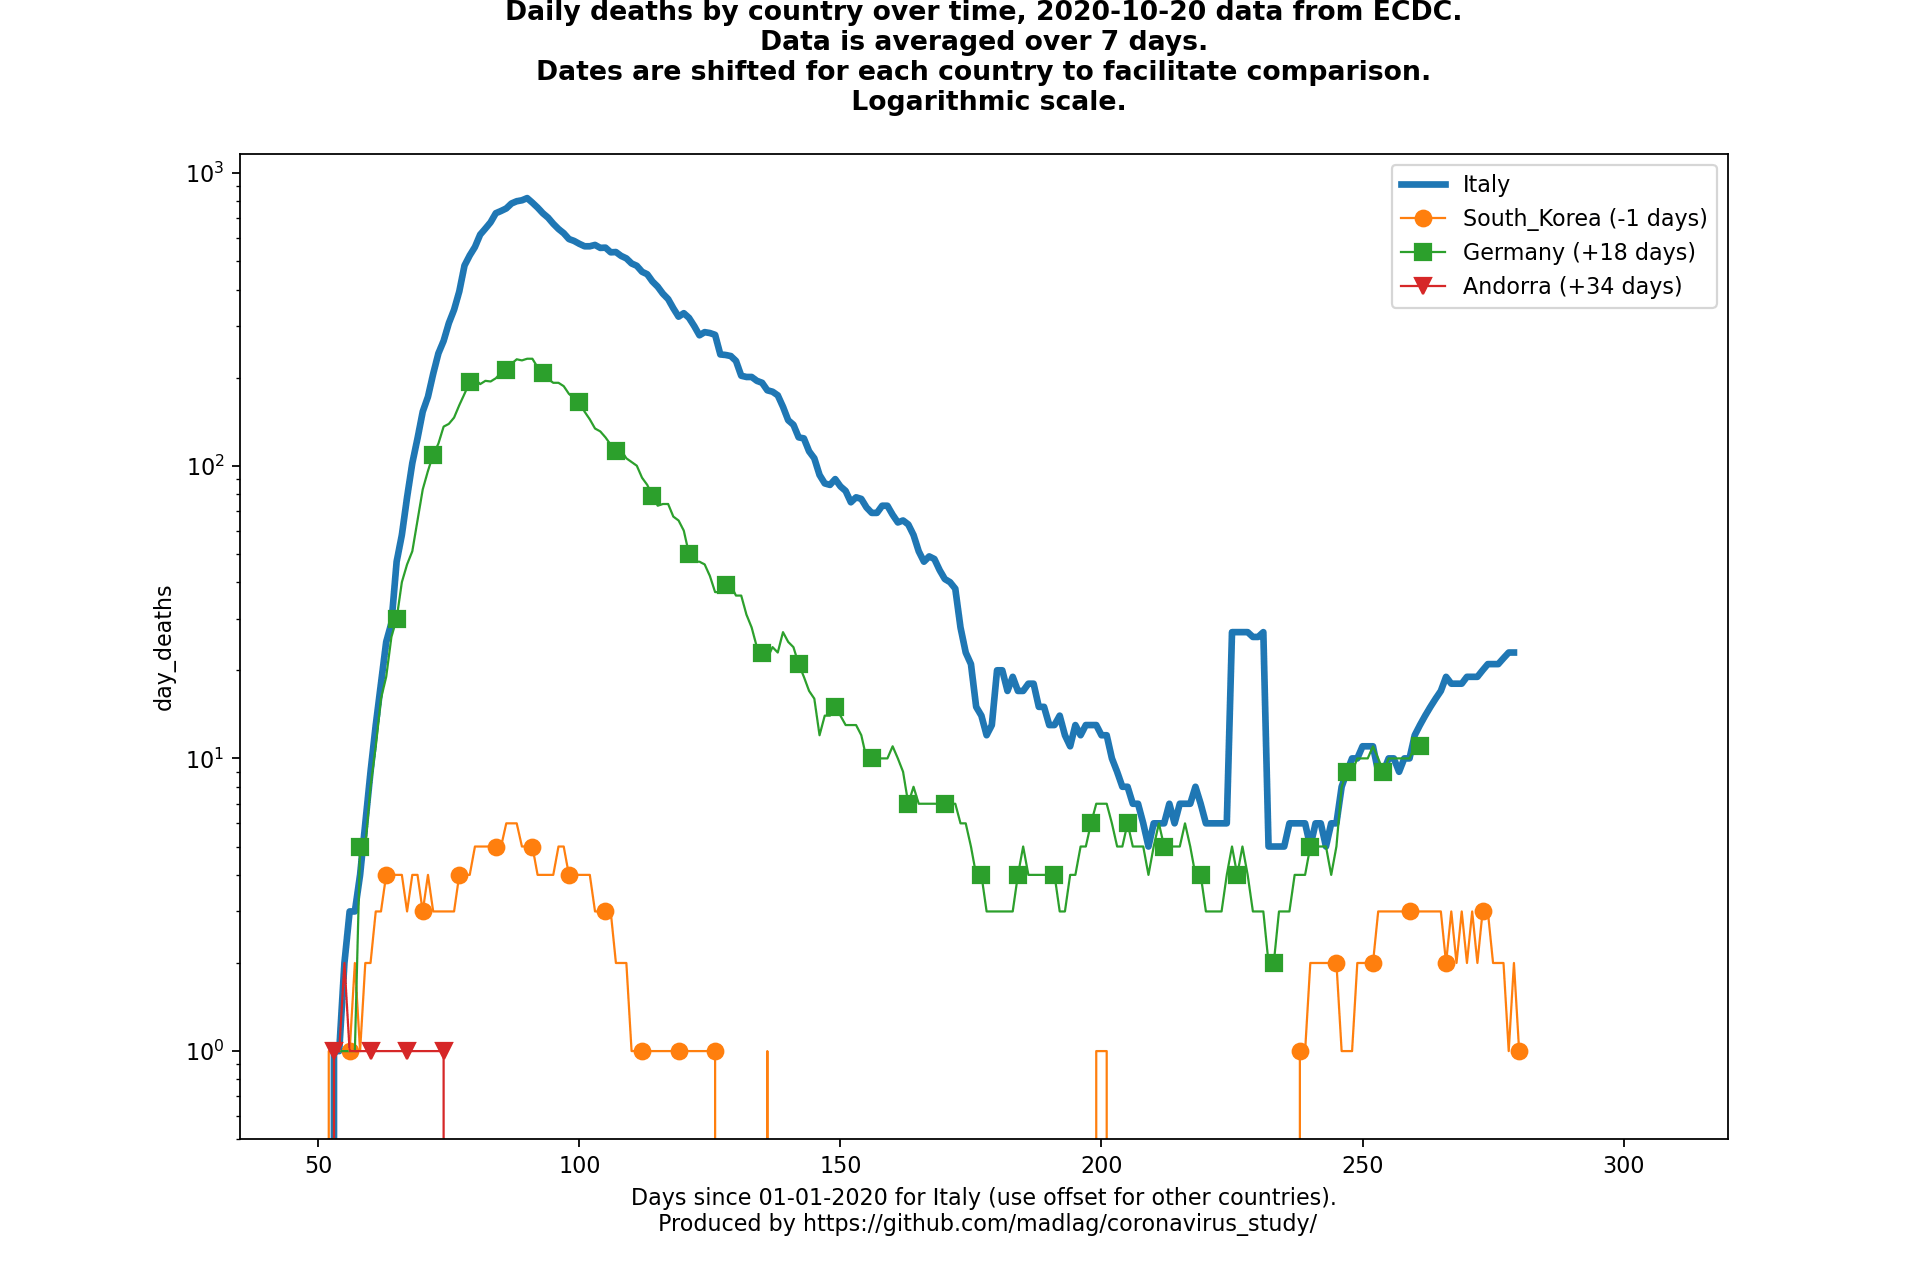 Daily deaths by country over time, 2020-10-20 data from ECDC.
Data is averaged over 7 days.
Dates are shifted for each country to facilitate comparison.
Logarithmic scale.
10³
10²
10¹
10⁰
day_deaths
Italy
South_Korea (-1 days)
Germany (+18 days)
Andorra (+34 days)
50 100 150 200 250 300
Days since 01-01-2020 for Italy (use offset for other countries).
Produced by https://github.com/madlag/coronavirus_study/